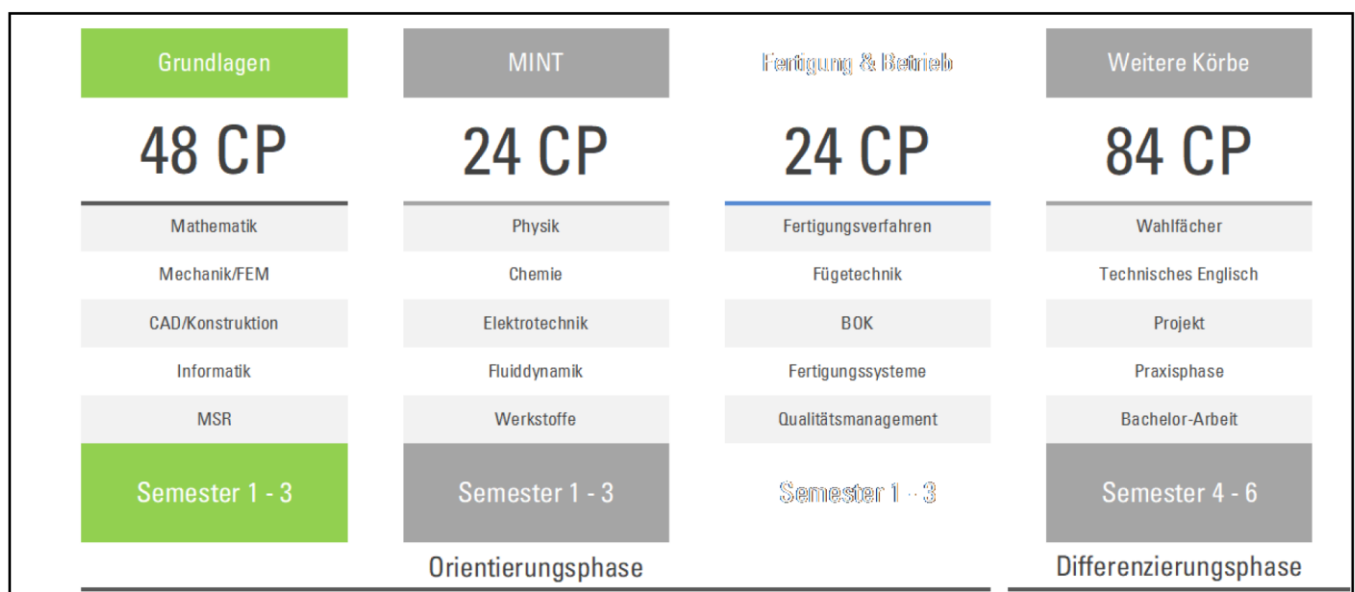 Grundlagen
48 CP
Mathematik
Mechanik/FEM
CAD/Konstruktion
Informatik
MSR
Semester 1 - 3
MINT
24 CP
Physik
Chemie
Elektrotechnik
Fluiddynamik
Werkstoffe
Semester 1 - 3
Fertigung & Betrieb
24 CP
Fertigungsverfahren
Fügetechnik
BOK
Fertigungssysteme
Qualitätsmanagement
Semester 1 - 3
Orientierungsphase
Weitere Körbe
84 CP
Wahlfächer
Technisches Englisch
Projekt
Praxisphase
Bachelor-Arbeit
Semester 4 - 6
Differenzierungsphase